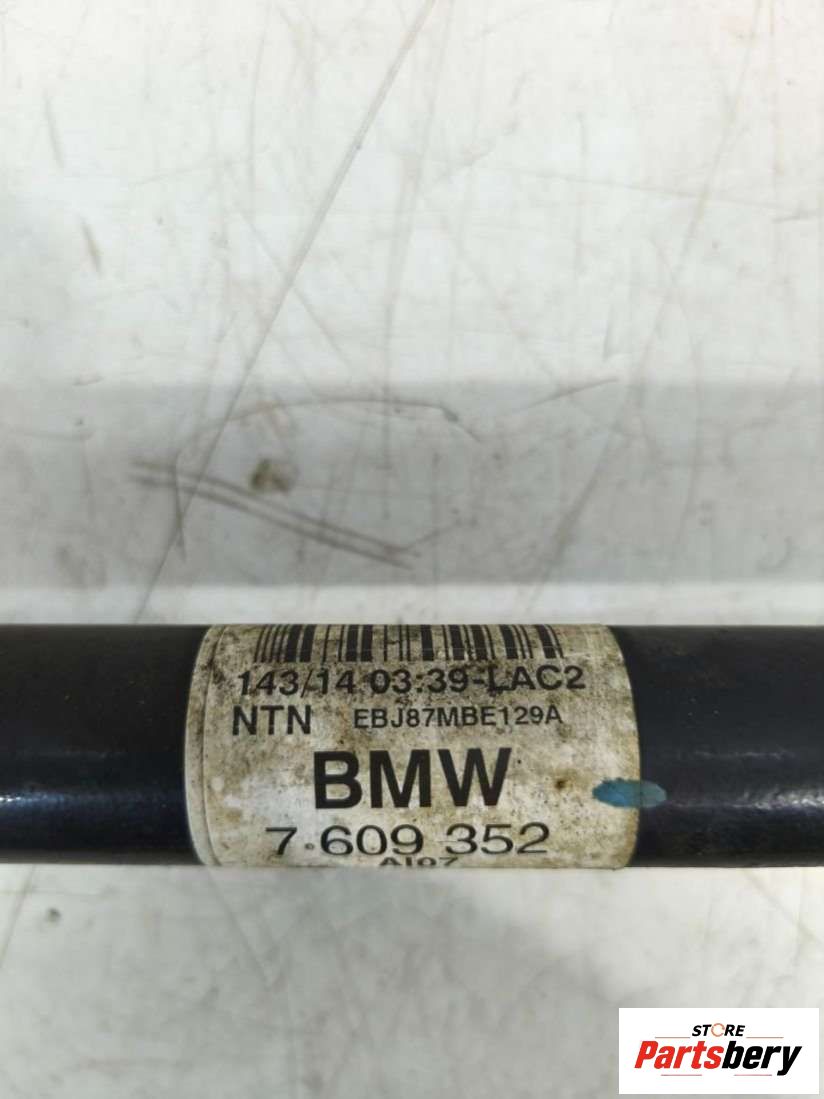 143/14 03:39-LAC2
NTN EBJ87MBE129A
BMW
7 609 352
AI07
STORE
Partsbery